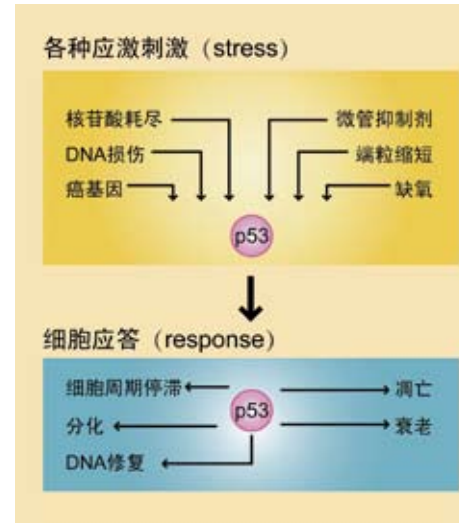 各种应激刺激（stress）
核苷酸耗尽 微管抑制剂
DNA损伤 端粒缩短
癌基因 缺氧
p53
细胞应答（response）
细胞周期停滞 凋亡
p53
分化 衰老
DNA修复